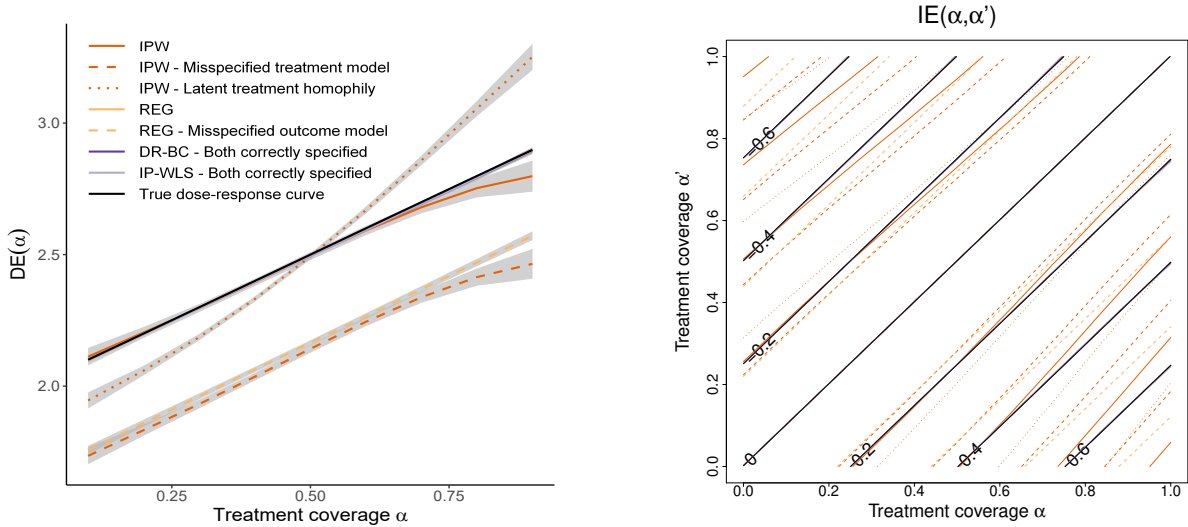 IPW
IPW - Misspecified treatment model
IPW - Latent treatment homophily
REG
REG - Misspecified outcome model
DR-BC - Both correctly specified
IP-WLS - Both correctly specified
True dose-response curve
3.0
2.5
2.0
DE(α)
0.25
0.50
0.75
Treatment coverage α
IE(α,α')
1.0
0.8
0.6
0.4
0.2
0.0
Treatment coverage α'
-0.6
-0.4
-0.2
0
0.2
0.4
0.6
0.0
0.2
0.4
0.6
0.8
1.0
Treatment coverage α